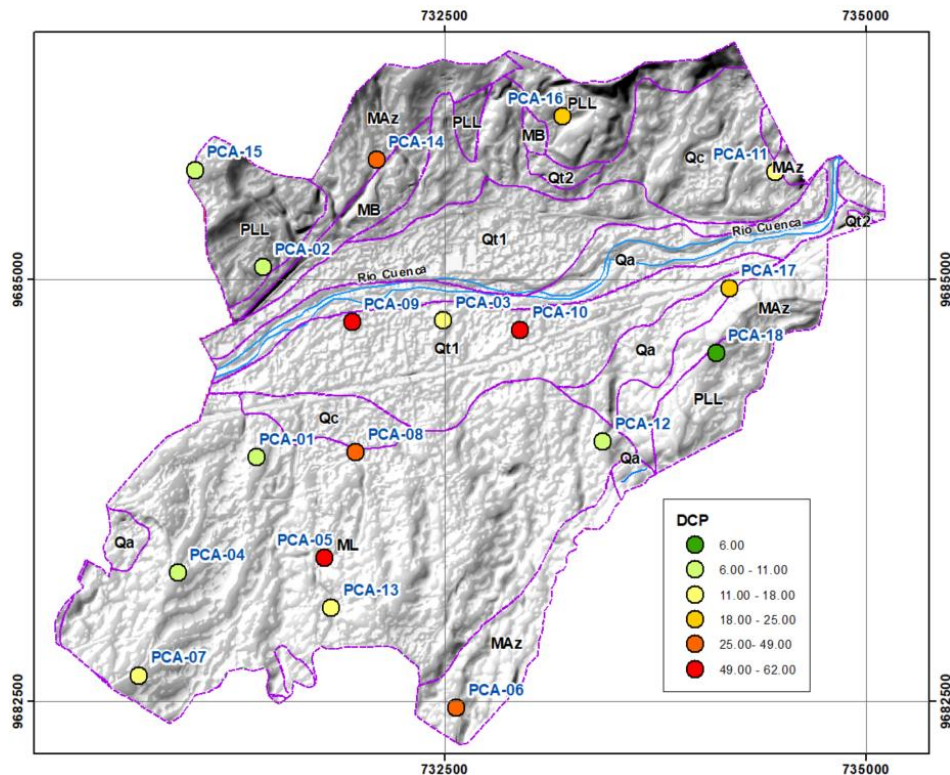 732500
735000
PCA-16
PLL
MAz
PLL
PCA-14
MB
PCA-15
Qc
PCA-11
MAz
Qt2
MB
PLL
Qt1
Río Cuenca
Qt2
PCA-02
Qa
Río Cuenca
PCA-17
9685000
9685000
PCA-09
PCA-03
PCA-10
MAz
PCA-18
Qt1
Qa
PLL
Qc
PCA-12
PCA-01
PCA-08
Qa
DCP
6.00
6.00 - 11.00
11.00 - 18.00
18.00 - 25.00
25.00- 49.00
49.00 - 62.00
Qa
PCA-05
ML
PCA-04
PCA-13
MAz
PCA-07
PCA-06
9682500
9682500
732500
735000